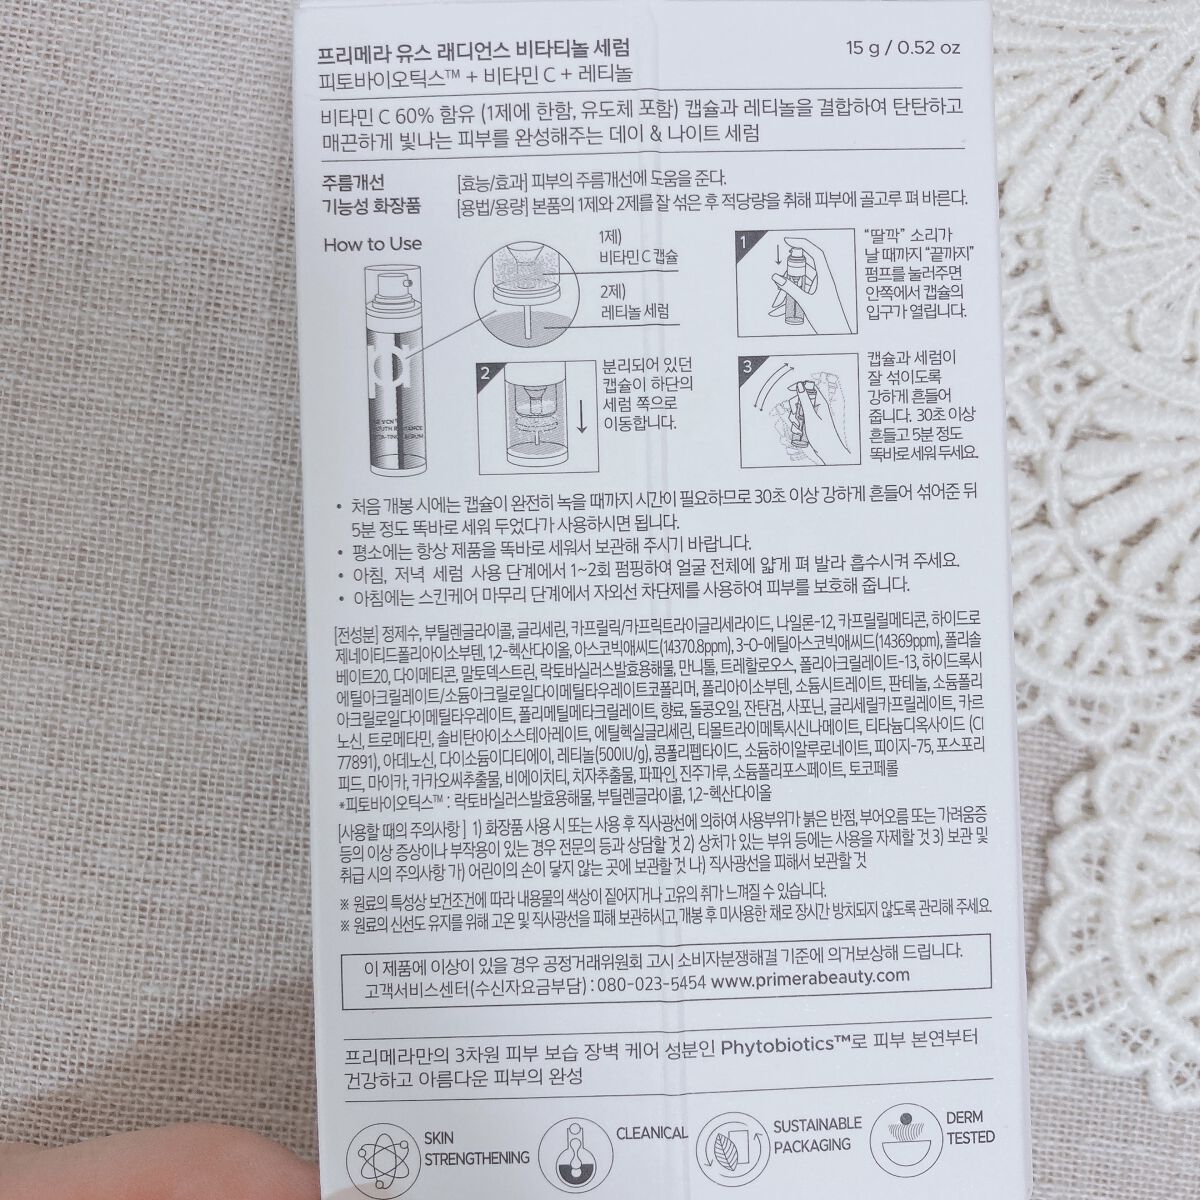 프리메라 유스 래디언스 비타티놀 세럼
15 g / 0.52 oz
피토바이오틱스™ + 비타민 C + 레티놀
비타민 C 60% 함유 (1제에 한함, 유도체 포함) 캡슐과 레티놀을 결합하여 탄탄하고
매끈하게 빛나는 피부를 완성해주는 데이 & 나이트 세럼
주름개선
기능성 화장품
[효능/효과] 피부의 주름개선에 도움을 준다.
[용법/용량] 본품의 1제와 2제를 잘 섞은 후 적당량을 취해 피부에 골고루 펴 바른다.
How to Use
1제)
비타민 C 캡슐
2제)
레티놀 세럼
1
“딸깍” 소리가
날 때까지 “끝까지”
펌프를 눌러주면
안쪽에서 캡슐의
입구가 열립니다.
2
분리되어 있던
캡슐이 하단의
세럼 쪽으로
이동합니다.
3
캡슐과 세럼이
잘 섞이도록
강하게 흔들어
줍니다. 30초 이상
흔들고 5분 정도
똑바로 세워 두세요.
• 처음 개봉 시에는 캡슐이 완전히 녹을 때까지 시간이 필요하므로 30초 이상 강하게 흔들어 섞어준 뒤
5분 정도 똑바로 세워 두었다가 사용하시면 됩니다.
• 평소에는 항상 제품을 똑바로 세워서 보관해 주시기 바랍니다.
• 아침, 저녁 세럼 사용 단계에서 1~2회 펌핑하여 얼굴 전체에 얇게 펴 발라 흡수시켜 주세요.
• 아침에는 스킨케어 마무리 단계에서 자외선 차단제를 사용하여 피부를 보호해 줍니다.
[전성분] 정제수, 부틸렌글라이콜, 글리세린, 카프릴릭/카프릭트라이글리세라이드, 나일론-12, 카프릴릴메티콘, 하이드로
제네이티드폴리아이소부텐, 1,2-헥산다이올, 아스코빅애씨드(14370.8ppm), 3-O-에틸아스코빅애씨드(14369ppm), 폴리솔
베이트20, 다이메티콘, 말토덱스트린, 락토바실러스발효용해물, 만니톨, 트레할로오스, 폴리아크릴레이트-13, 하이드록시
에틸아크릴레이트/소듐아크릴로일다이메틸타우레이트코폴리머, 폴리아이소부텐, 소듐시트레이트, 판테놀, 소듐폴리
아크릴로일다이메틸타우레이트, 폴리메틸메타크릴레이트, 향료, 돌콩오일, 잔탄검, 사포닌, 글리세릴카프릴레이트, 카르
노신, 트로메타민, 솔비탄아이소스테아레이트, 에틸헥실글리세린, 티몰트라이메톡시신나메이트, 티타늄디옥사이드 (CI
77891), 아데노신, 다이소듐이디티에이, 레티놀(500IU/g), 콩폴리펩타이드, 소듐하이알루로네이트, 피이지-75, 포스포리
피드, 마이카, 카카오씨추출물, 비에이치티, 치자추출물, 파파인, 진주가루, 소듐폴리포스페이트, 토코페롤
*피토바이오틱스™ : 락토바실러스발효용해물, 부틸렌글라이콜, 1,2-헥산다이올
[사용할 때의 주의사항] 1) 화장품 사용 시 또는 사용 후 직사광선에 의하여 사용부위가 붉은 반점, 부어오름 또는 가려움증
등의 이상 증상이나 부작용이 있는 경우 전문의 등과 상담할 것 2) 상처가 있는 부위 등에는 사용을 자제할 것 3) 보관 및
취급 시의 주의사항 가) 어린이의 손이 닿지 않는 곳에 보관할 것 나) 직사광선을 피해서 보관할 것
※ 원료의 특성상 보건조건에 따라 내용물의 색상이 짙어지거나 고유의 취가 느껴질 수 있습니다.
※ 원료의 신선도 유지를 위해 고온 및 직사광선을 피해 보관하시고, 개봉 후 미사용한 채로 장시간 방치되지 않도록 관리해 주세요.
이 제품에 이상이 있을 경우 공정거래위원회 고시 소비자분쟁해결 기준에 의거보상해 드립니다.
고객서비스센터(수신자요금부담) : 080-023-5454 www.primerabeauty.com
프리메라만의 3차원 피부 보습 장벽 케어 성분인 Phytobiotics™로 피부 본연부터
건강하고 아름다운 피부의 완성
SKIN
STRENGTHENING
CLEANICAL
SUSTAINABLE
PACKAGING
DERM
TESTED